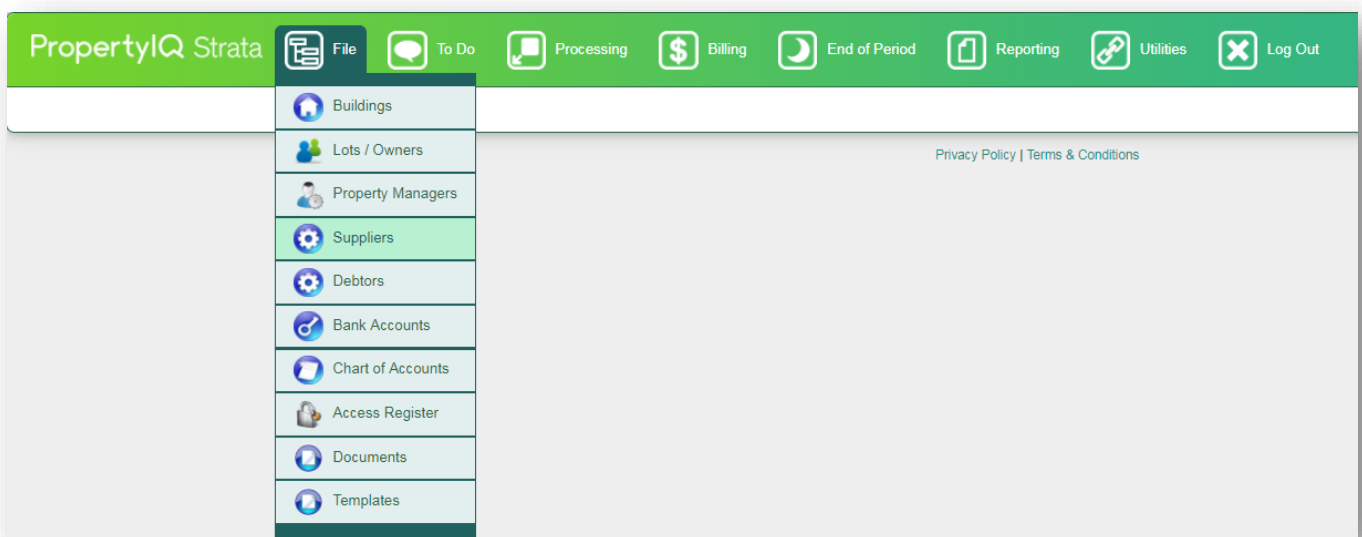 PropertyIQ Strata File To Do Processing Billing End of Period Reporting Utilities Log Out
Buildings
Lots / Owners
Privacy Policy | Terms & Conditions
Property Managers
Suppliers
Debtors
Bank Accounts
Chart of Accounts
Access Register
Documents
Templates